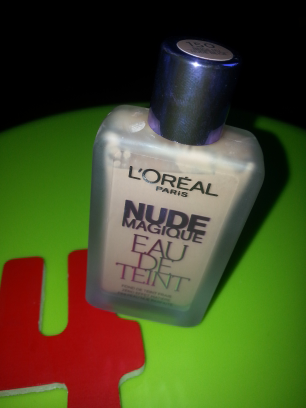 L'ORÉAL
PARIS
NUDE
MAGIQUE
EAU
DE
TEINT